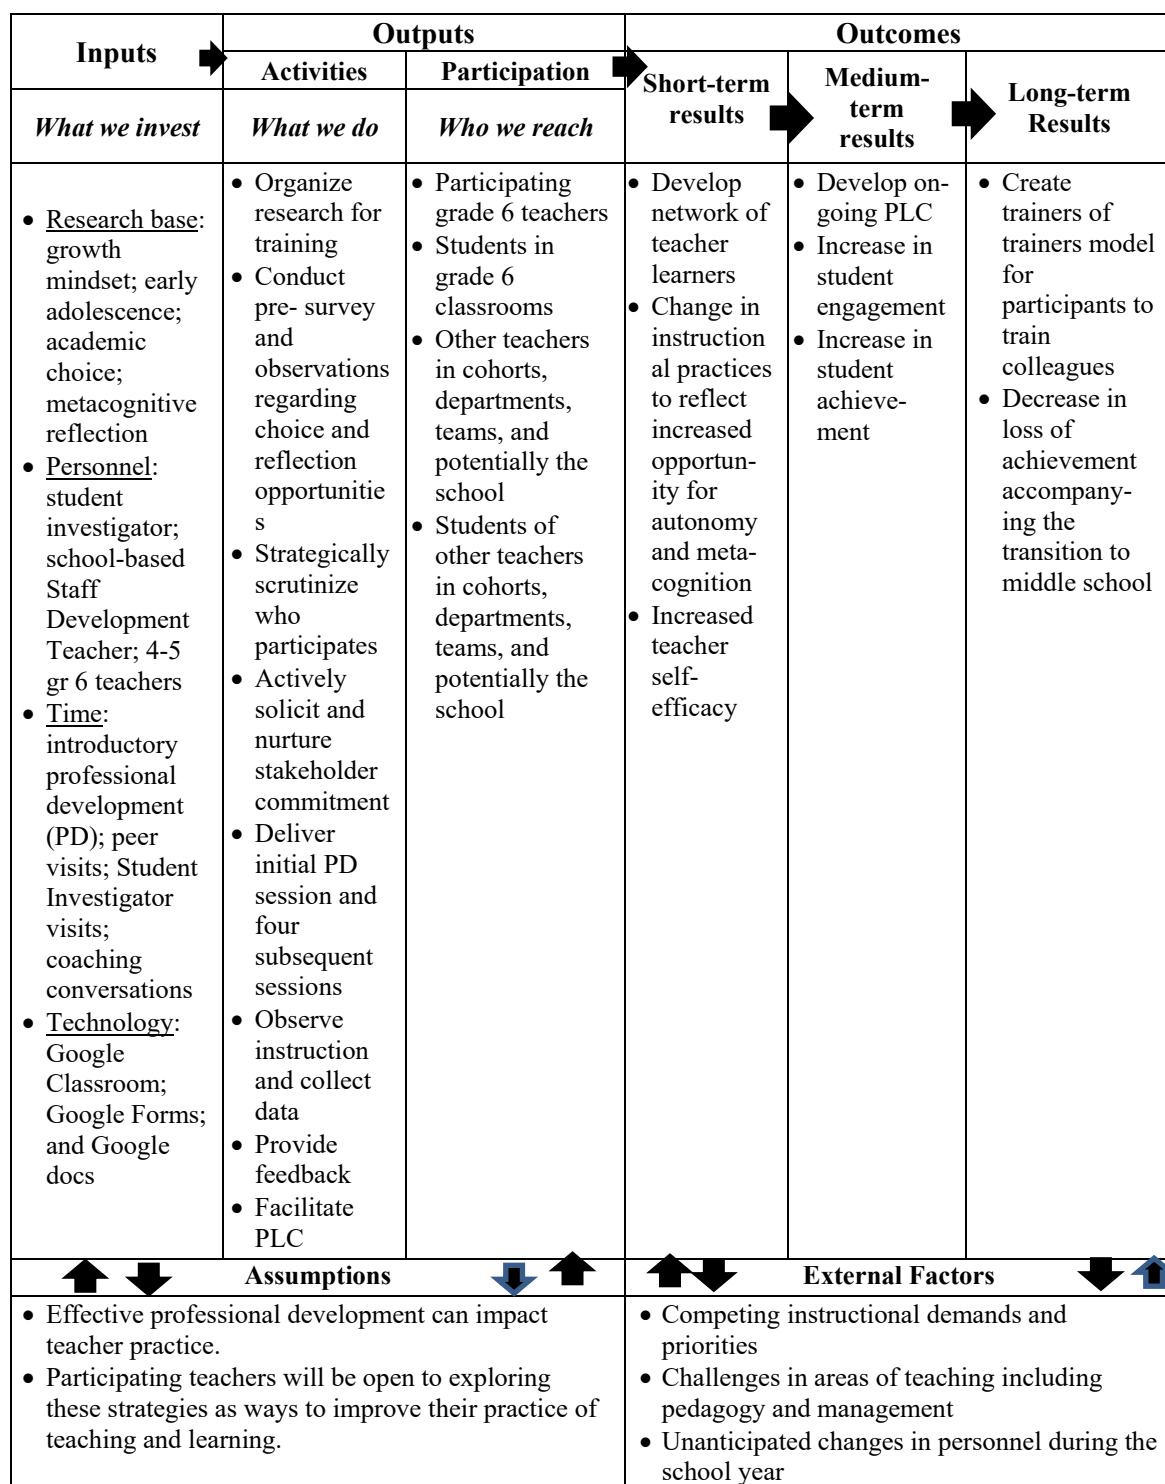 Inputs
Outputs
Outcomes
Activities
Participation
Short-term
results
Medium-
term
results
Long-term
Results
What we invest
What we do
Who we reach
• Research base:
growth
mindset; early
adolescence;
academic
choice;
metacognitive
reflection
• Personnel:
student
investigator;
school-based
Staff
Development
Teacher; 4-5
gr 6 teachers
• Time:
introductory
professional
development
(PD); peer
visits; Student
Investigator
visits;
coaching
conversations
• Technology:
Google
Classroom;
Google Forms;
and Google
docs
• Organize
research for
training
• Conduct
pre- survey
and
observations
regarding
choice and
reflection
opportunitie
s
• Strategically
scrutinize
who
participates
• Actively
solicit and
nurture
stakeholder
commitment
• Deliver
initial PD
session and
four
subsequent
sessions
• Observe
instruction
and collect
data
• Provide
feedback
• Facilitate
PLC
• Participating
grade 6 teachers
• Students in
grade 6
classrooms
• Other teachers
in cohorts,
departments,
teams, and
potentially the
school
• Students of
other teachers
in cohorts,
departments,
teams, and
potentially the
school
• Develop
network of
teacher
learners
• Change in
instruction
al practices
to reflect
increased
opportun-
ity for
autonomy
and meta-
cognition
• Increased
teacher
self-
efficacy
• Develop on-
going PLC
• Increase in
student
engagement
• Increase in
student
achieve-
ment
• Create
trainers of
trainers model
for
participants to
train
colleagues
• Decrease in
loss of
achievement
accompany-
ing the
transition to
middle school
Assumptions
• Effective professional development can impact
teacher practice.
• Participating teachers will be open to exploring
these strategies as ways to improve their practice of
teaching and learning.
External Factors
• Competing instructional demands and
priorities
• Challenges in areas of teaching including
pedagogy and management
• Unanticipated changes in personnel during the
school year